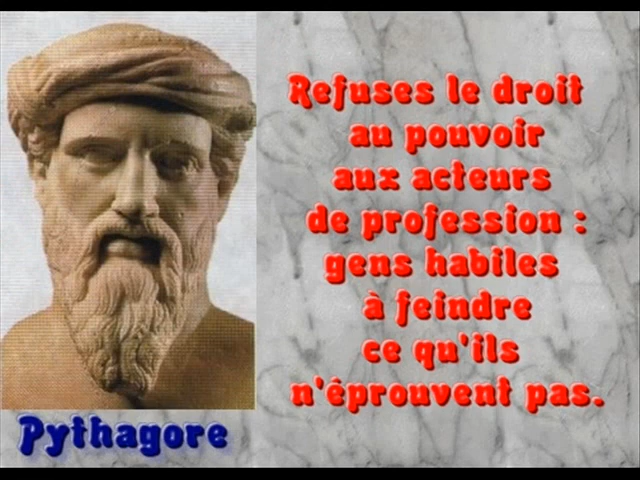 Refuses le droit
au pouvoir
aux acteurs
de profession :
gens habiles
à feindre
ce qu'ils
n'éprouvent pas.
Pythagore